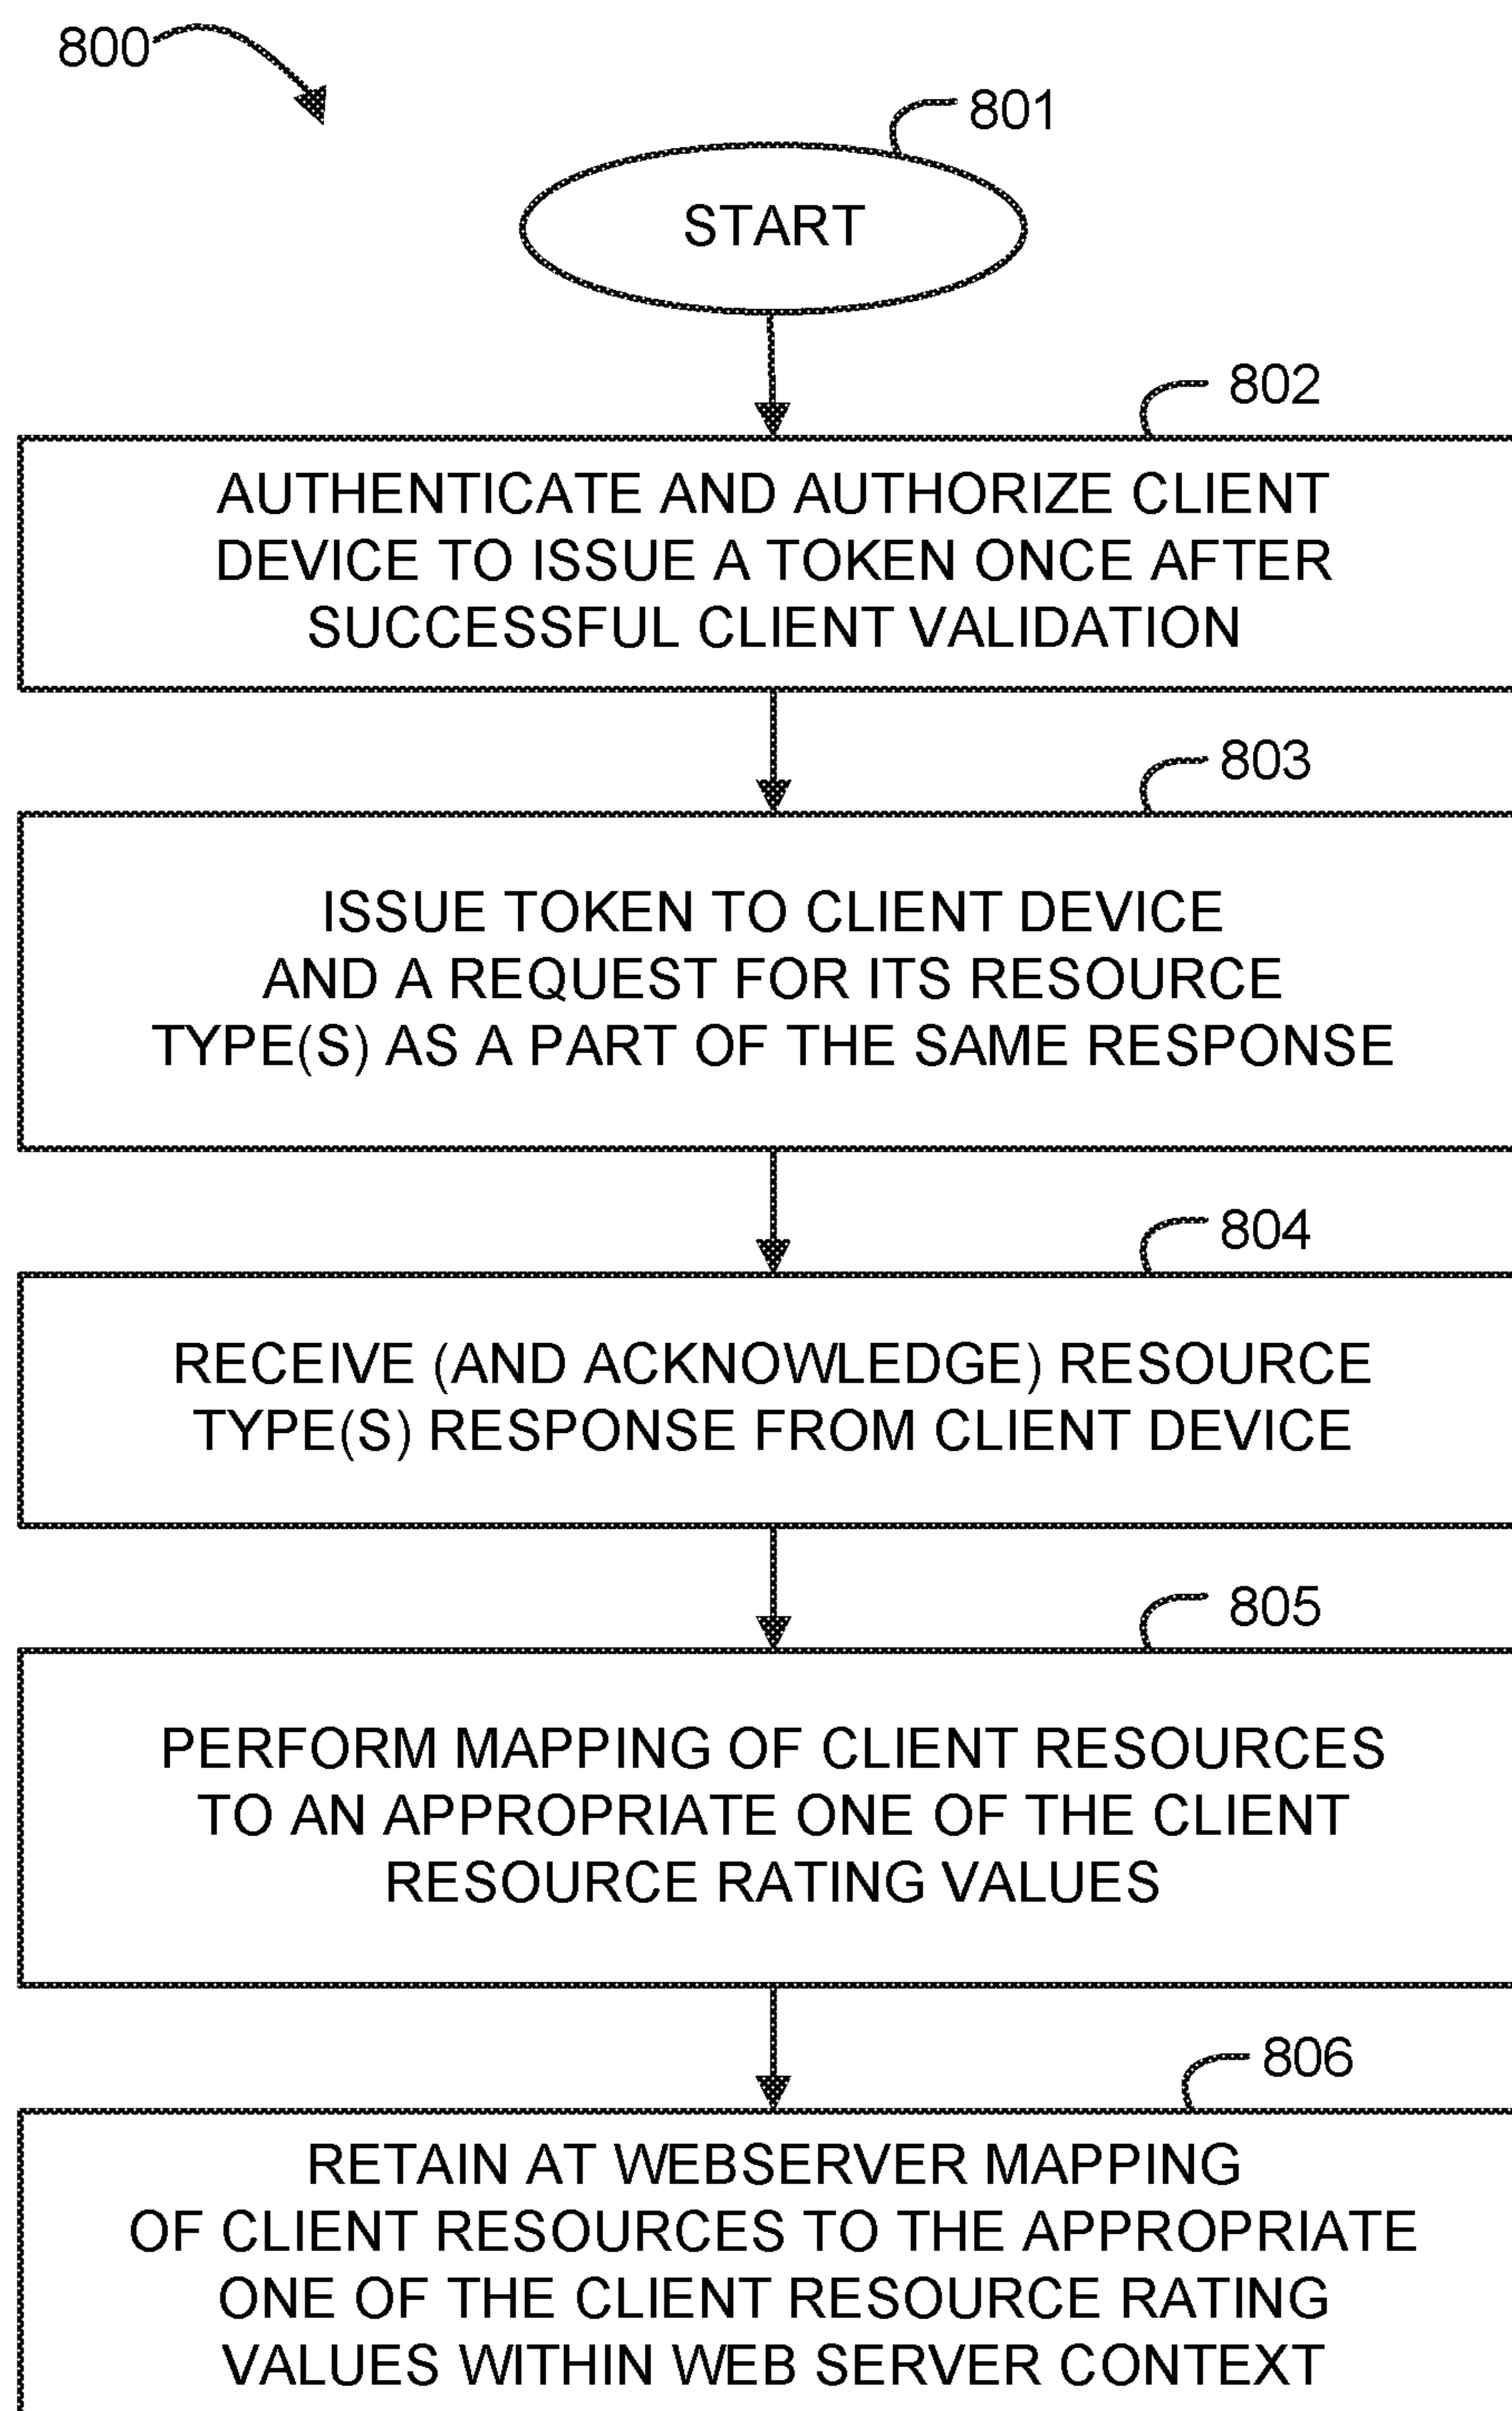 800
801
START
802
AUTHENTICATE AND AUTHORIZE CLIENT
DEVICE TO ISSUE A TOKEN ONCE AFTER
SUCCESSFUL CLIENT VALIDATION
803
ISSUE TOKEN TO CLIENT DEVICE
AND A REQUEST FOR ITS RESOURCE
TYPE(S) AS A PART OF THE SAME RESPONSE
804
RECEIVE (AND ACKNOWLEDGE) RESOURCE
TYPE(S) RESPONSE FROM CLIENT DEVICE
805
PERFORM MAPPING OF CLIENT RESOURCES
TO AN APPROPRIATE ONE OF THE CLIENT
RESOURCE RATING VALUES
806
RETAIN AT WEBSERVER MAPPING
OF CLIENT RESOURCES TO THE APPROPRIATE
ONE OF THE CLIENT RESOURCE RATING
VALUES WITHIN WEB SERVER CONTEXT